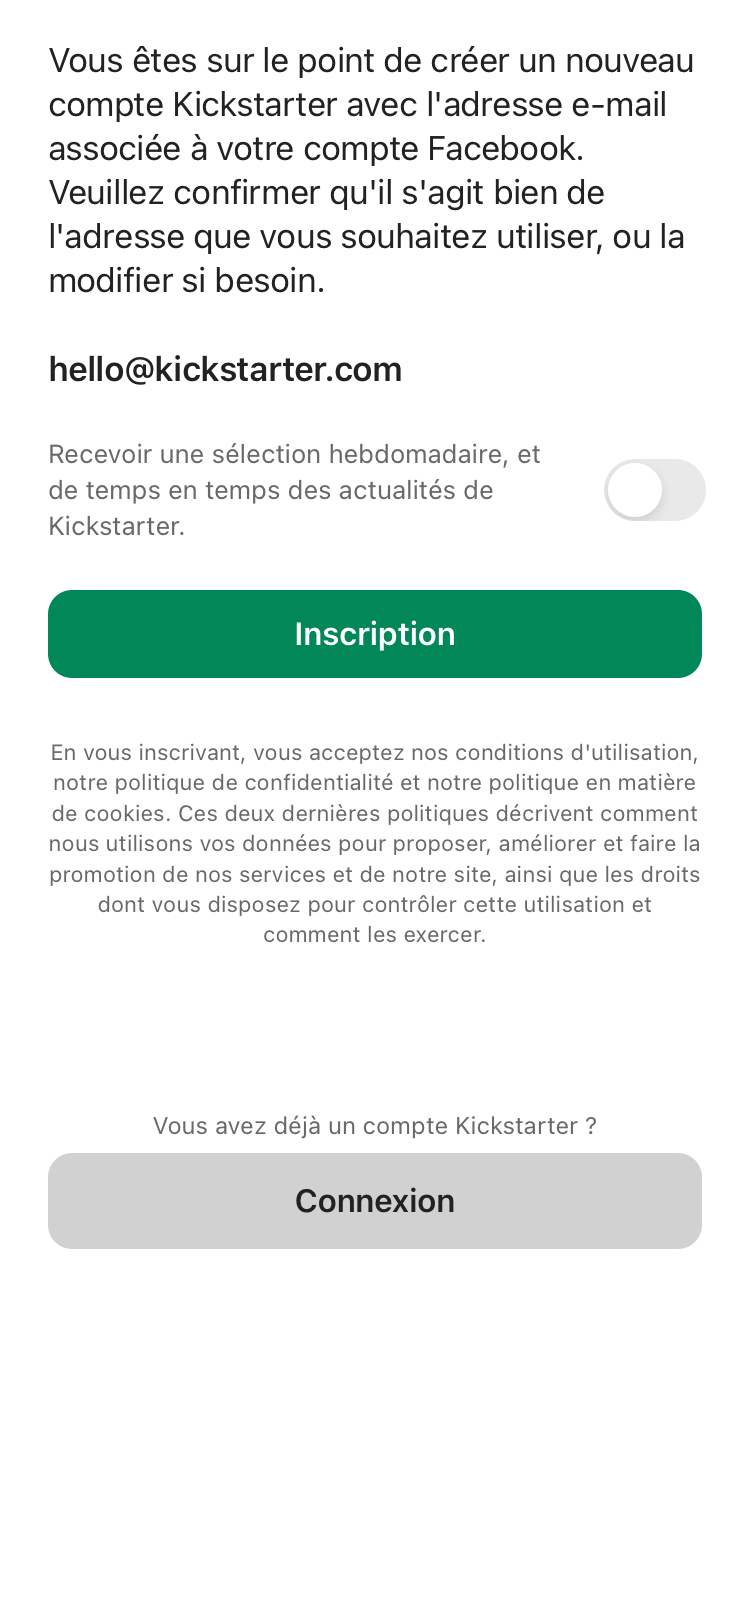 Vous êtes sur le point de créer un nouveau
compte Kickstarter avec l'adresse e-mail
associée à votre compte Facebook.
Veuillez confirmer qu'il s'agit bien de
l'adresse que vous souhaitez utiliser, ou la
modifier si besoin.
hello@kickstarter.com
Recevoir une sélection hebdomadaire, et
de temps en temps des actualités de
Kickstarter.
Inscription
En vous inscrivant, vous acceptez nos conditions d'utilisation,
notre politique de confidentialité et notre politique en matière
de cookies. Ces deux dernières politiques décrivent comment
nous utilisons vos données pour proposer, améliorer et faire la
promotion de nos services et de notre site, ainsi que les droits
dont vous disposez pour contrôler cette utilisation et
comment les exercer.
Vous avez déjà un compte Kickstarter ?
Connexion